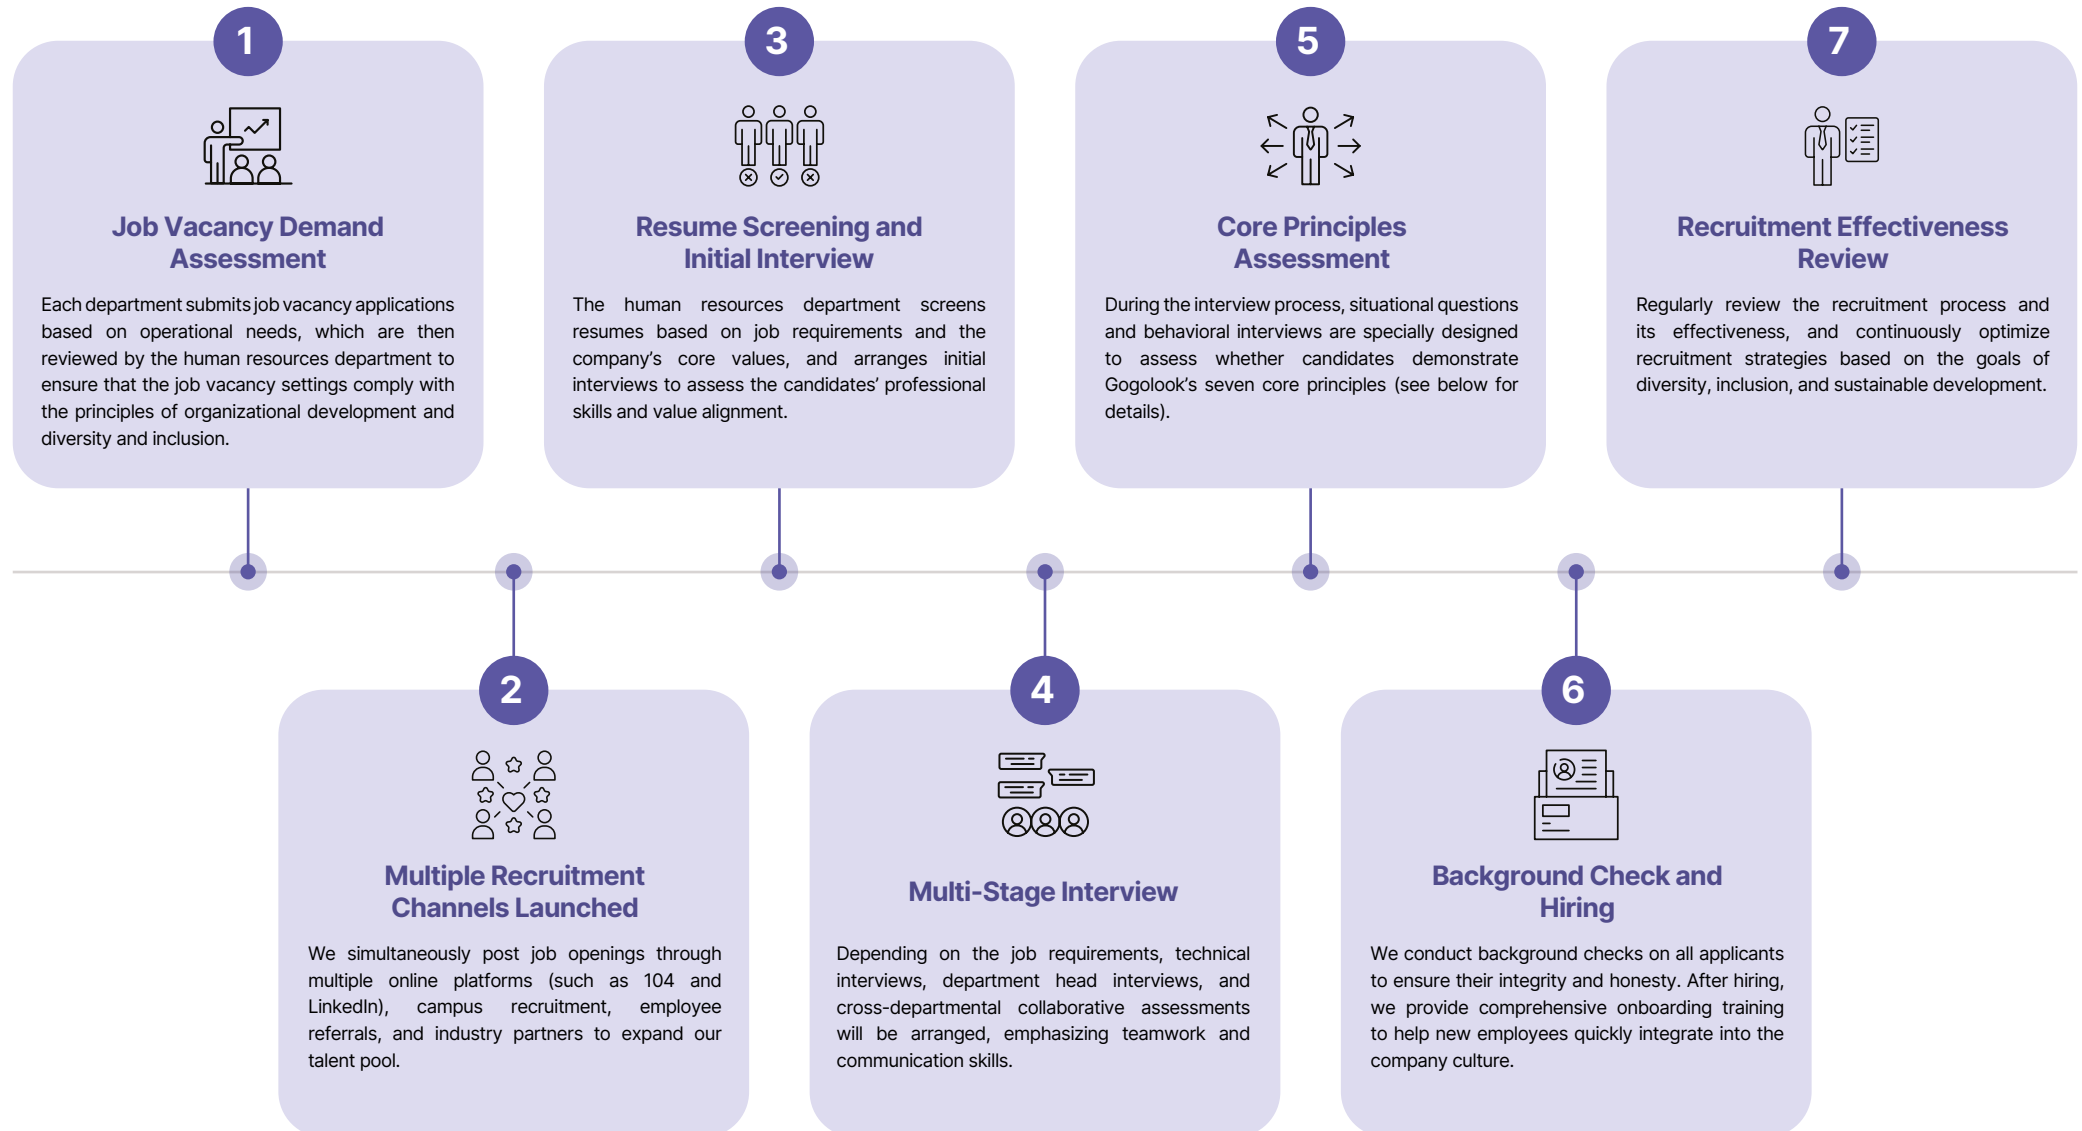 1
Job Vacancy Demand
Assessment
Each department submits job vacancy applications
based on operational needs, which are then
reviewed by the human resources department to
ensure that the job vacancy settings comply with
the principles of organizational development and
diversity and inclusion.
2
Multiple Recruitment
Channels Launched
We simultaneously post job openings through
multiple online platforms (such as 104 and
LinkedIn), campus recruitment, employee
referrals, and industry partners to expand our
talent pool.
3
Resume Screening and
Initial Interview
The human resources department screens
resumes based on job requirements and the
company's core values, and arranges initial
interviews to assess the candidates' professional
skills and value alignment.
4
Multi-Stage Interview
Depending on the job requirements, technical
interviews, department head interviews, and
cross-departmental collaborative assessments
will be arranged, emphasizing teamwork and
communication skills.
5
Core Principles
Assessment
During the interview process, situational questions
and behavioral interviews are specially designed
to assess whether candidates demonstrate
Gogolook's seven core principles (see below for
details).
6
Background Check and
Hiring
We conduct background checks on all applicants
to ensure their integrity and honesty. After hiring,
we provide comprehensive onboarding training
to help new employees quickly integrate into the
company culture.
7
Recruitment Effectiveness
Review
Regularly review the recruitment process and
its effectiveness, and continuously optimize
recruitment strategies based on the goals of
diversity, inclusion, and sustainable development.